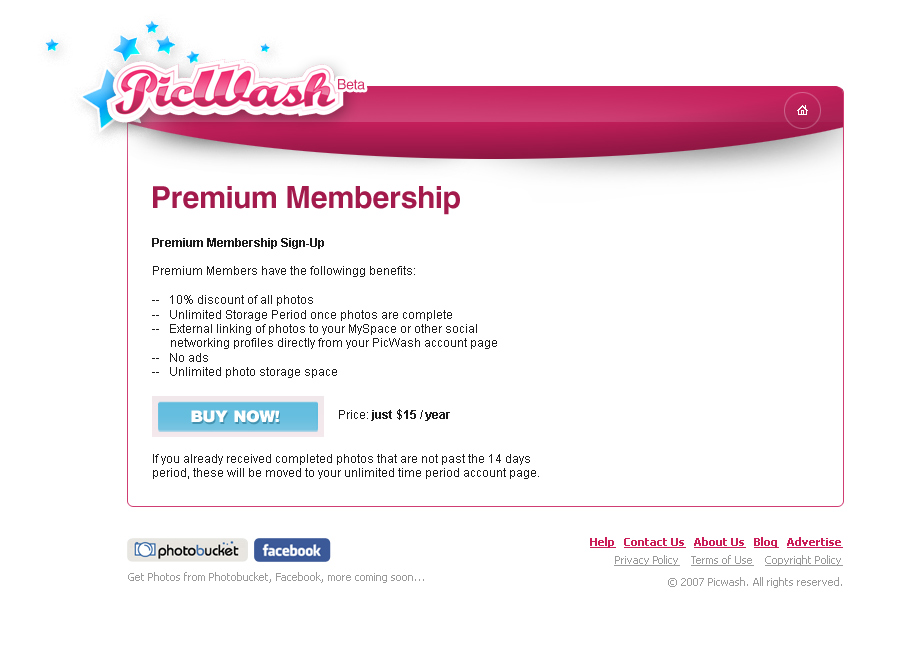 PicWash Beta
Premium Membership
Premium Membership Sign-Up
Premium Members have the followingg benefits:
-- 10% discount of all photos
-- Unlimited Storage Period once photos are complete
-- External linking of photos to your MySpace or other social
networking profiles directly from your PicWash account page
-- No ads
-- Unlimited photo storage space
BUY NOW! Price: just $15 / year
If you already received completed photos that are not past the 14 days
period, these will be moved to your unlimited time period account page.
photobucket facebook
Get Photos from Photobucket, Facebook, more coming soon...
Help Contact Us About Us Blog Advertise
Privacy Policy Terms of Use Copyright Policy
© 2007 Picwash. All rights reserved.